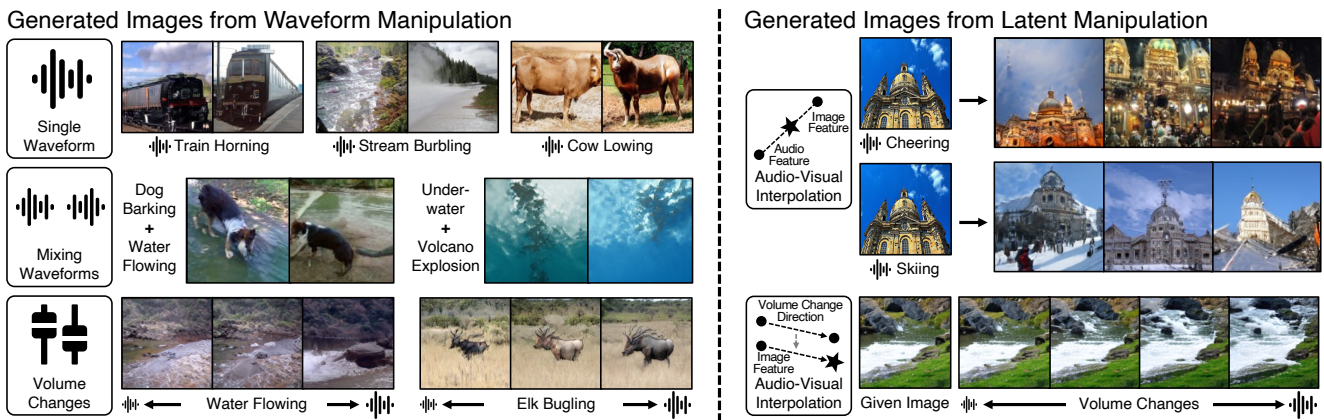 Generated Images from Waveform Manipulation
Single
Waveform
Train Horning
Stream Burbling
Cow Lowing
Mixing
Waveforms
Dog
Barking
+
Water
Flowing
Under-
water
+
Volcano
Explosion
Volume
Changes
Water Flowing
Elk Bugling
Generated Images from Latent Manipulation
Image
Feature
Audio
Feature
Audio-Visual
Interpolation
Cheering
Skiing
Volume Change
Direction
Image
Feature
Audio-Visual
Interpolation
Given Image
Volume Changes